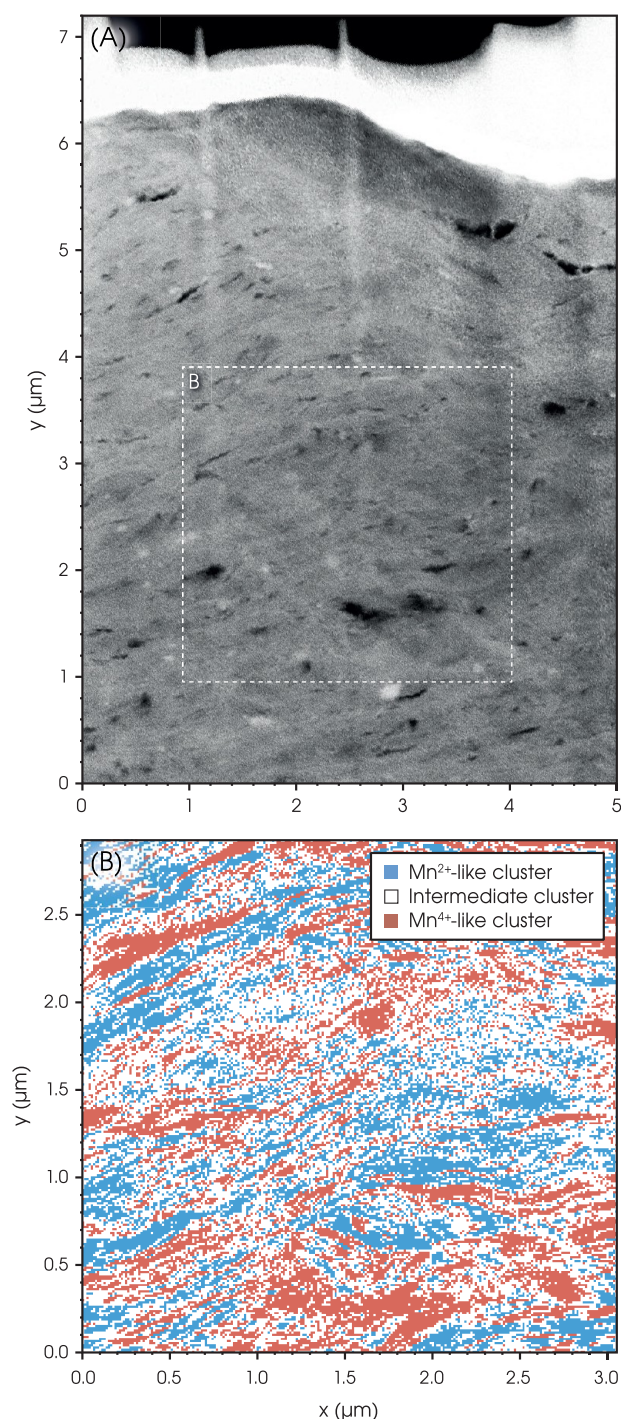 (A)
7
6
5
4
3
2
1
0
y (µm)
B
0 1 2 3 4 5
(B)
Mn²⁺-like cluster
Intermediate cluster
Mn⁴⁺-like cluster
2.5
2.0
1.5
1.0
0.5
0.0
y (µm)
0.0 0.5 1.0 1.5 2.0 2.5 3.0
x (µm)